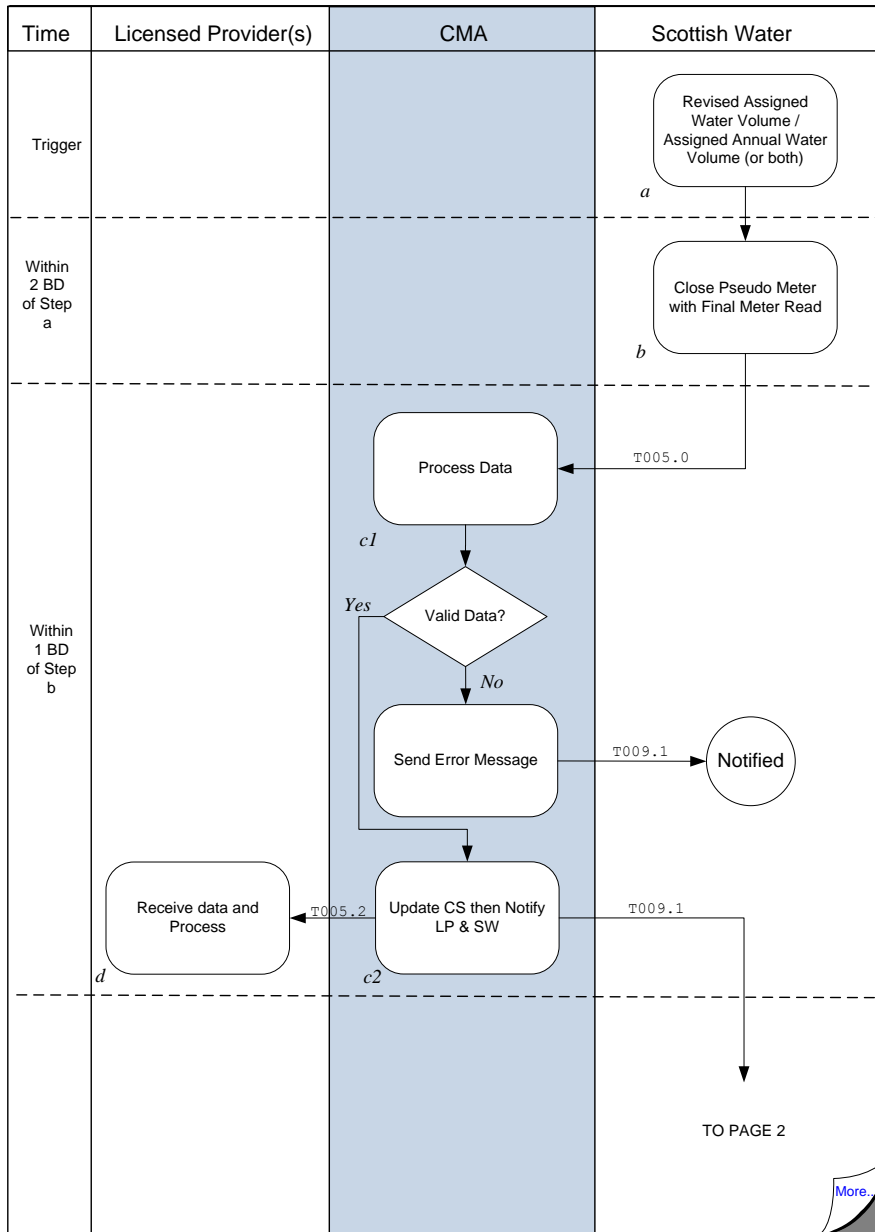 Time
Licensed Provider(s)
CMA
Scottish Water
Trigger
Revised Assigned
Water Volume /
Assigned Annual Water
Volume (or both)
a
Within
2 BD
of Step
a
Close Pseudo Meter
with Final Meter Read
b
Within
1 BD
of Step
b
Process Data
T005.0
c1
Valid Data?
Yes
No
Send Error Message
T009.1
Notified
Receive data and
Process
T005.2
Update CS then Notify
LP & SW
T009.1
d
c2
TO PAGE 2
More..